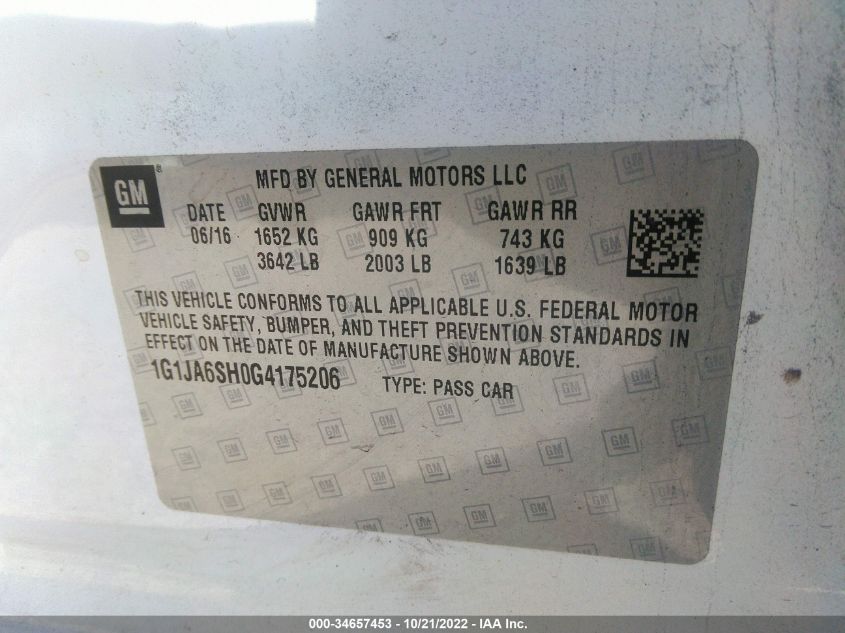 GM ®
MFD BY GENERAL MOTORS LLC
DATE GVWR GAWR FRT GAWR RR
06/16 1652 KG 909 KG 743 KG
3642 LB 2003 LB 1639 LB
THIS VEHICLE CONFORMS TO ALL APPLICABLE U.S. FEDERAL MOTOR
VEHICLE SAFETY, BUMPER, AND THEFT PREVENTION STANDARDS IN
EFFECT ON THE DATE OF MANUFACTURE SHOWN ABOVE.
1G1JA6SH0G4175206 TYPE: PASS CAR
000-34657453 - 10/21/2022 - IAA Inc.